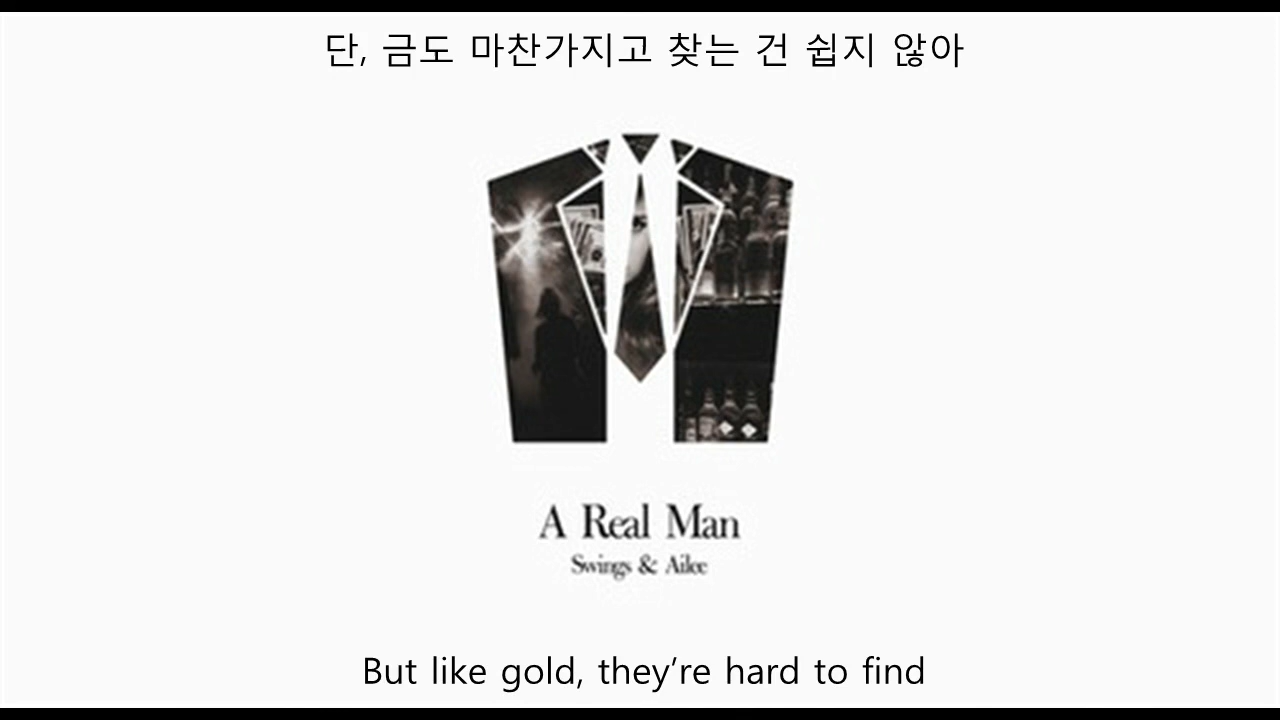 단, 금도 마찬가지고 찾는 건 쉽지 않아
A Real Man
Swings & Ailee
But like gold, they’re hard to find